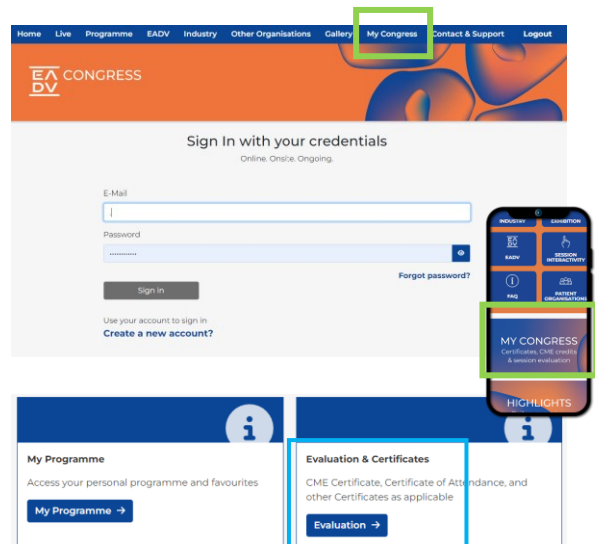 Home Live Programme EADV Industry Other Organisations Gallery My Congress Contact & Support Logout
EADV CONGRESS
Sign In with your credentials
Online. Onsite. Ongoing.
E-Mail
Password
Forgot password?
Sign in
Use your account to sign in
Create a new account?
INDUSTRY EXHIBITION
EADV SESSION INTERACTIVITY
FAQ PATIENT ORGANISATIONS
MY CONGRESS
Certificates, CME credits
& session evaluation
HIGHLIGHTS
My Programme
Access your personal programme and favourites
My Programme →
Evaluation & Certificates
CME Certificate, Certificate of Attendance, and
other Certificates as applicable
Evaluation →